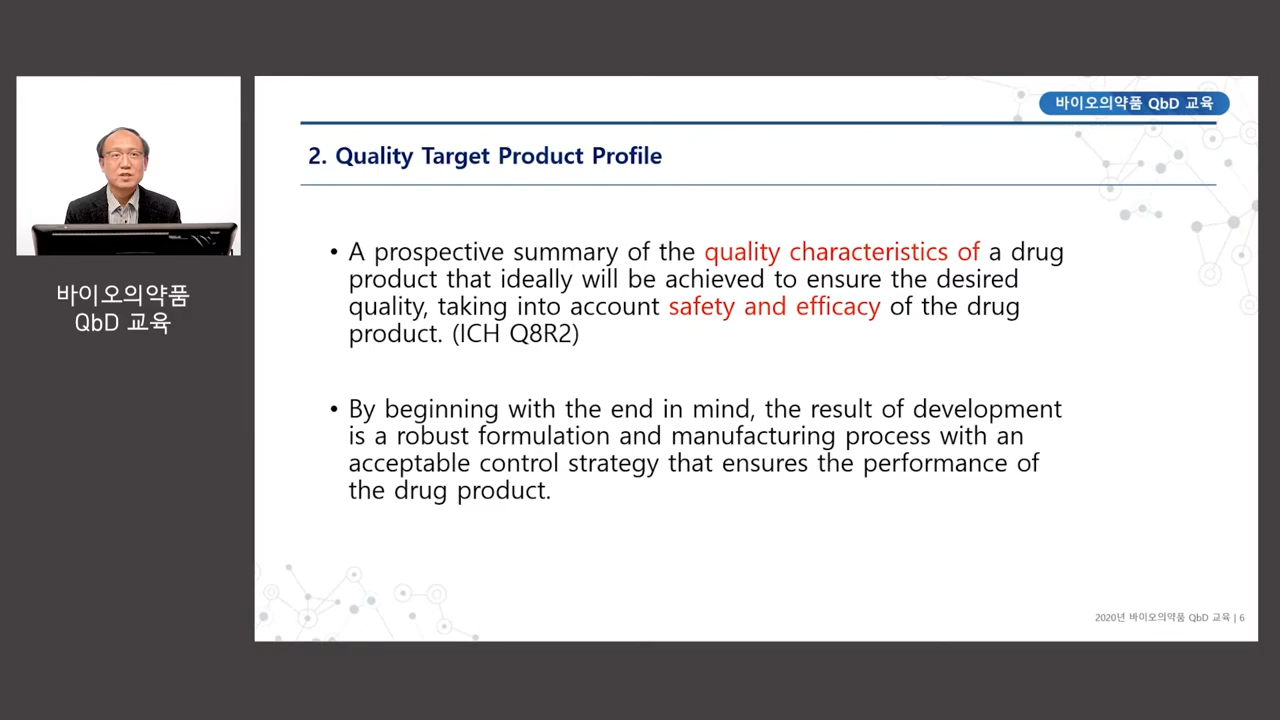 바이오의약품 QbD 교육
2. Quality Target Product Profile
• A prospective summary of the quality characteristics of a drug
product that ideally will be achieved to ensure the desired
quality, taking into account safety and efficacy of the drug
product. (ICH Q8R2)
• By beginning with the end in mind, the result of development
is a robust formulation and manufacturing process with an
acceptable control strategy that ensures the performance of
the drug product.
바이오의약품
QbD 교육
2020년 바이오의약품 QbD 교육 | 6